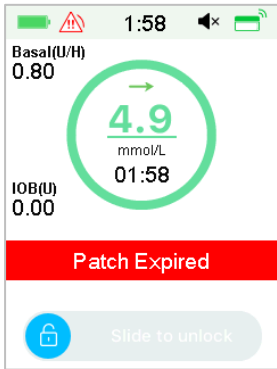 1:58
Basal(U/H)
0.80
4.9
mmol/L
01:58
IOB(U)
0.00
Patch Expired
Slide to unlock